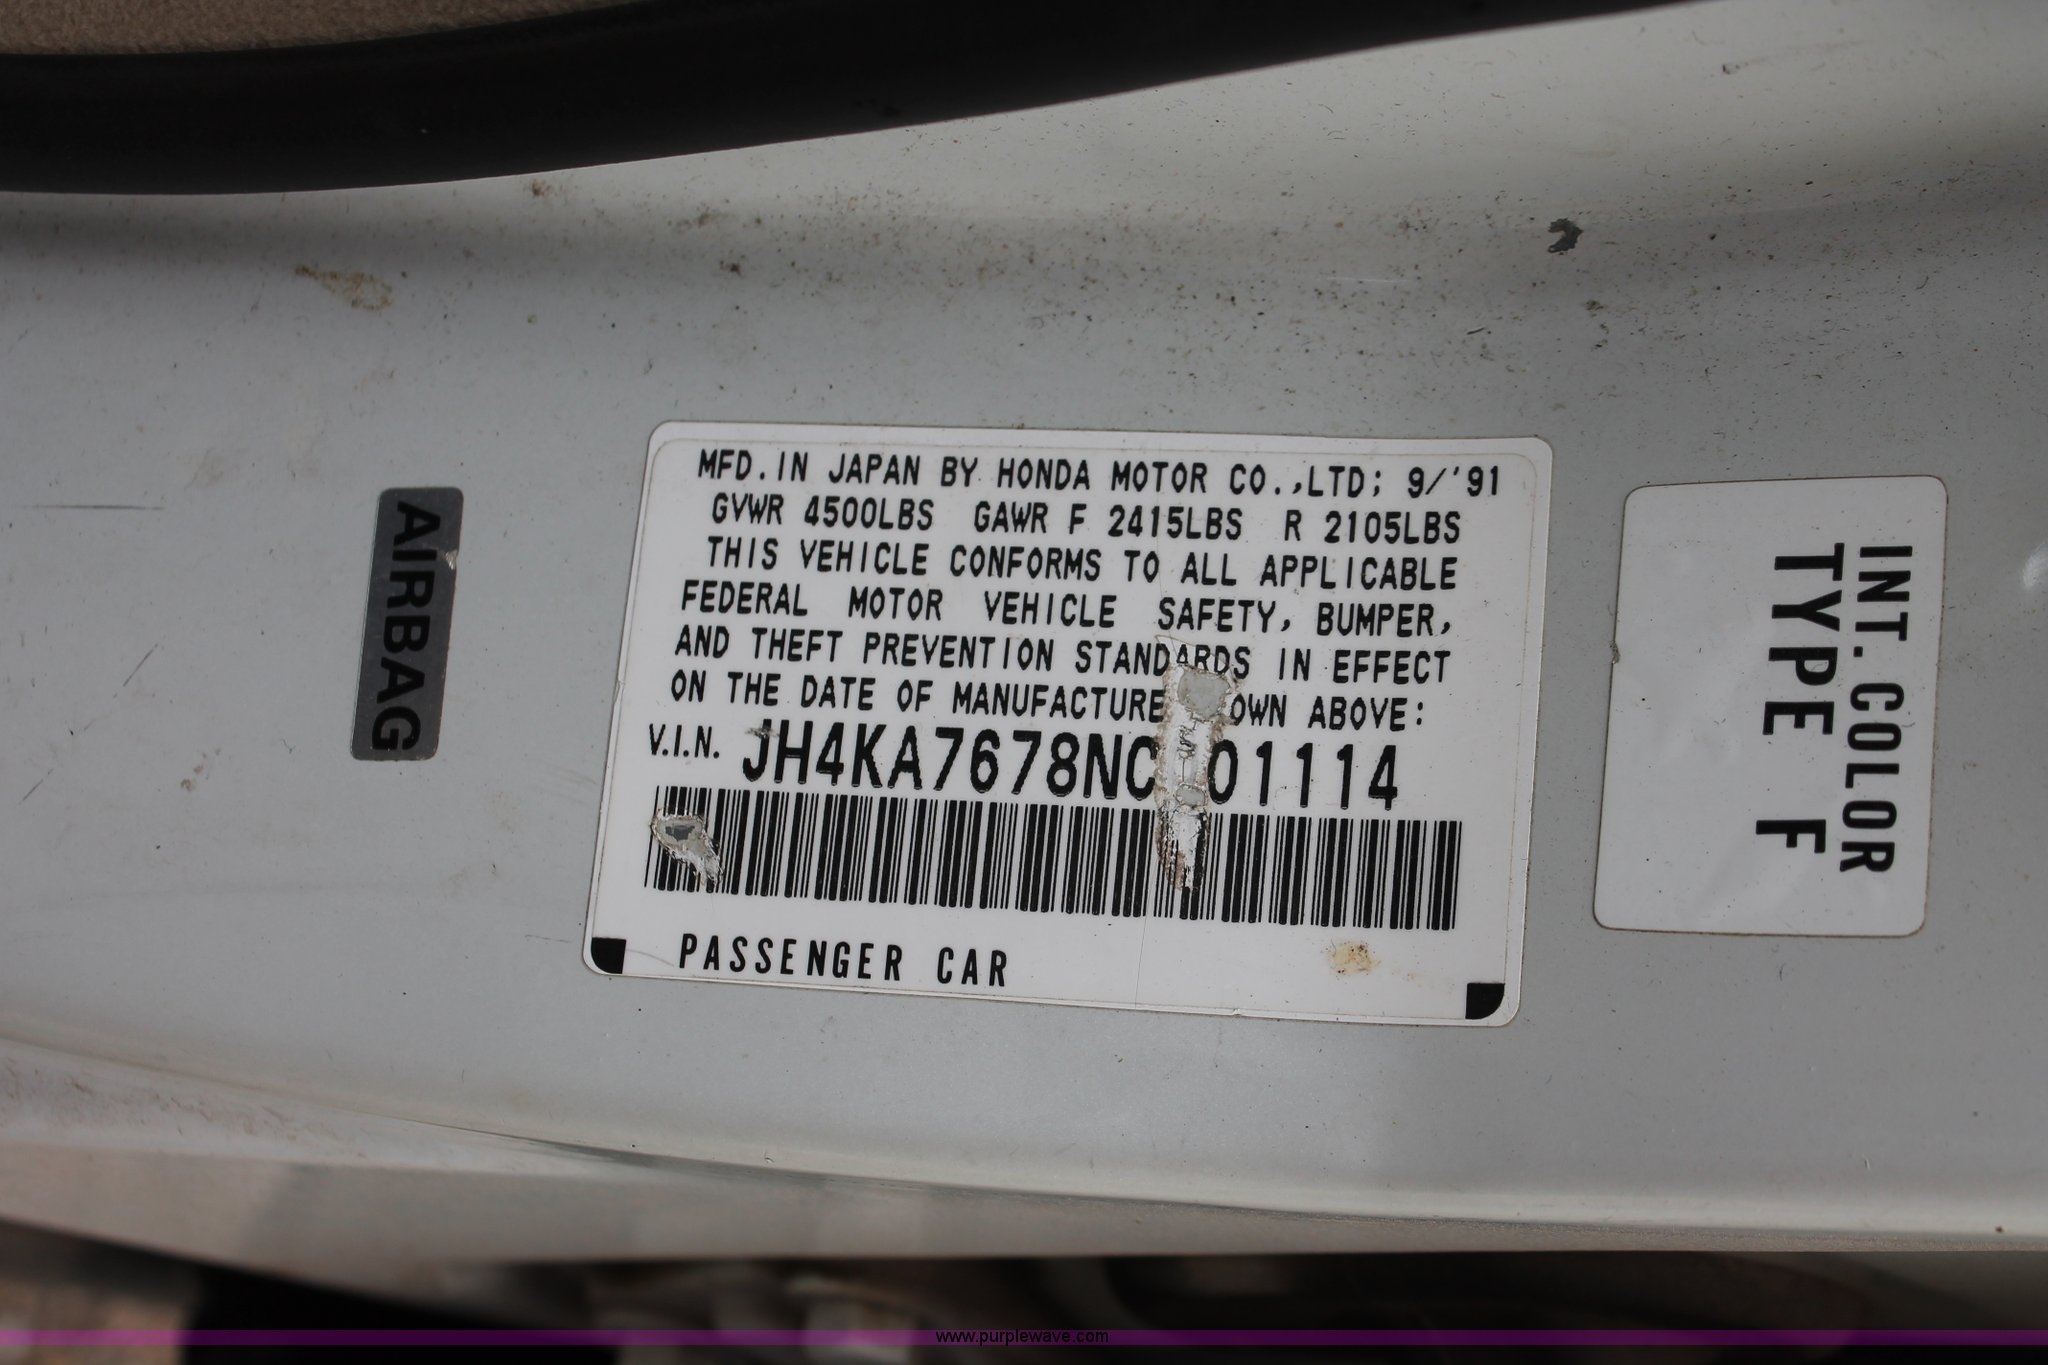 AIRBAG
MFD. IN JAPAN BY HONDA MOTOR CO.,LTD; 9/'91
GVWR 4500LBS GAWR F 2415LBS R 2105LBS
THIS VEHICLE CONFORMS TO ALL APPLICABLE
FEDERAL MOTOR VEHICLE SAFETY, BUMPER,
AND THEFT PREVENTION STANDARDS IN EFFECT
ON THE DATE OF MANUFACTURE OWN ABOVE:
V.I.N.
PASSENGER CAR
INT. COLOR
TYPE F
www.purplewave.com